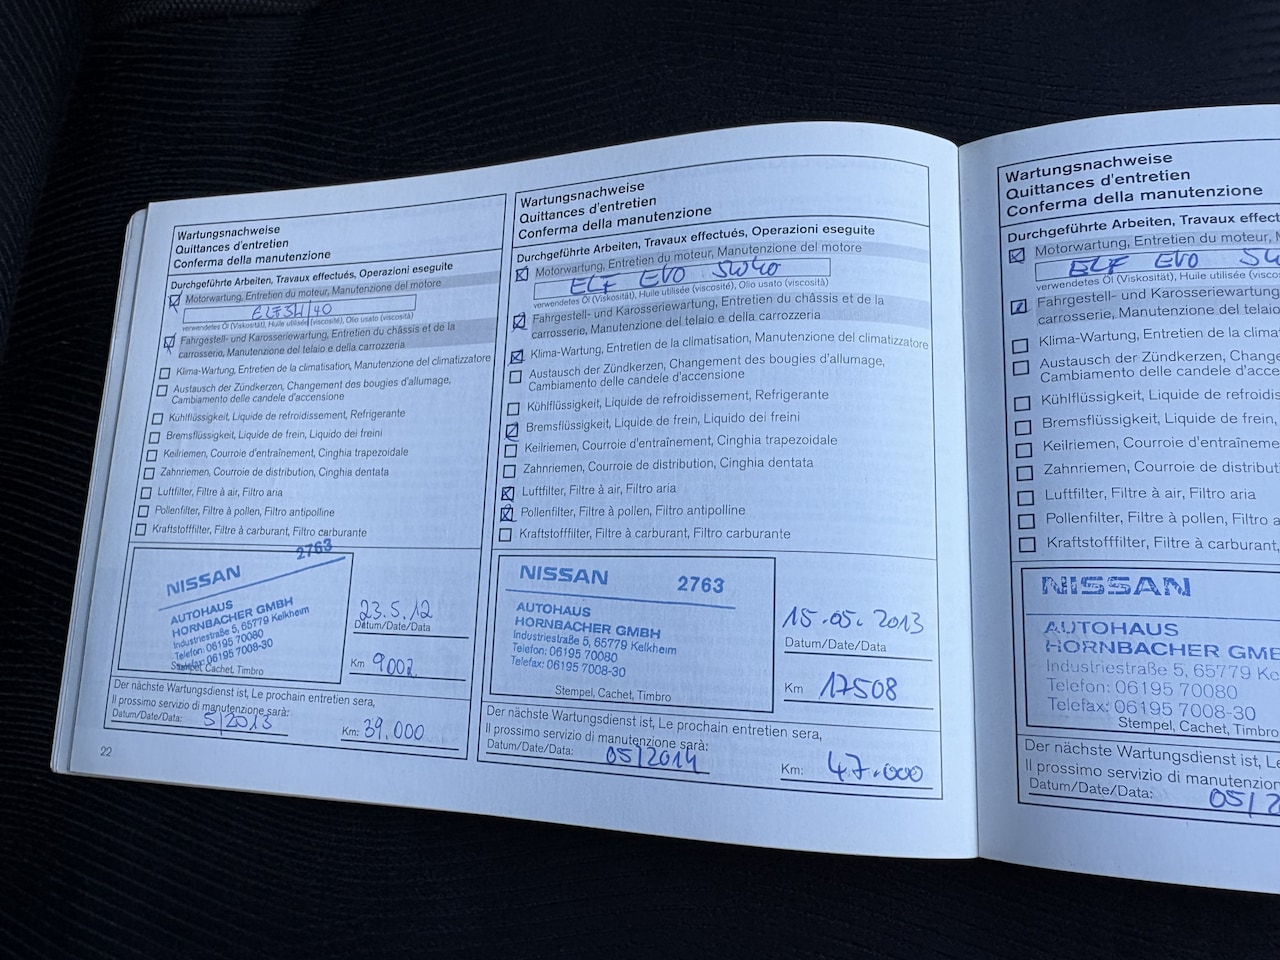 Wartungsnachweise
Quittances d'entretien
Conferma della manutenzione
Durchgeführte Arbeiten, Travaux effectués, Operazioni eseguite
Motorwartung, Entretien du moteur, Manutenzione del motore
ELF 5W/40
verwendetes Öl (Viskosität), Huile utilisée (viscosité), Olio usato (viscosità)
Fahrgestell- und Karosseriewartung, Entretien du châssis et de la
carrosserie, Manutenzione del telaio e della carrozzeria
Klima-Wartung, Entretien de la climatisation, Manutenzione del climatizzatore
Austausch der Zündkerzen, Changement des bougies d'allumage,
Cambiamento delle candele d'accensione
Kühlflüssigkeit, Liquide de refroidissement, Refrigerante
Bremsflüssigkeit, Liquide de frein, Liquido dei freini
Keilriemen, Courroie d'entraînement, Cinghia trapezoidale
Zahnriemen, Courroie de distribution, Cinghia dentata
Luftfilter, Filtre à air, Filtro aria
Pollenfilter, Filtre à pollen, Filtro antipolline
Kraftstofffilter, Filtre à carburant, Filtro carburante
NISSAN 2763
AUTOHAUS
HORNBACHER GMBH
Industriestraße 5, 65779 Kelkheim
Telefon: 06195 70080
Telefax: 06195 7008-30
Stempel, Cachet, Timbro
23.5.12
Datum/Date/Data
Km 9002
Der nächste Wartungsdienst ist, Le prochain entretien sera,
Il prossimo servizio di manutenzione sarà:
Datum/Date/Data: 5/2013 Km: 39.000
22
Wartungsnachweise
Quittances d'entretien
Conferma della manutenzione
Durchgeführte Arbeiten, Travaux effectués, Operazioni eseguite
Motorwartung, Entretien du moteur, Manutenzione del motore
ELF EVO 5W40
verwendetes Öl (Viskosität), Huile utilisée (viscosité), Olio usato (viscosità)
Fahrgestell- und Karosseriewartung, Entretien du châssis et de la
carrosserie, Manutenzione del telaio e della carrozzeria
Klima-Wartung, Entretien de la climatisation, Manutenzione del climatizzatore
Austausch der Zündkerzen, Changement des bougies d'allumage,
Cambiamento delle candele d'accensione
Kühlflüssigkeit, Liquide de refroidissement, Refrigerante
Bremsflüssigkeit, Liquide de frein, Liquido dei freini
Keilriemen, Courroie d'entraînement, Cinghia trapezoidale
Zahnriemen, Courroie de distribution, Cinghia dentata
Luftfilter, Filtre à air, Filtro aria
Pollenfilter, Filtre à pollen, Filtro antipolline
Kraftstofffilter, Filtre à carburant, Filtro carburante
NISSAN 2763
AUTOHAUS
HORNBACHER GMBH
Industriestraße 5, 65779 Kelkheim
Telefon: 06195 70080
Telefax: 06195 7008-30
Stempel, Cachet, Timbro
15.05.2013
Datum/Date/Data
Km 17508
Der nächste Wartungsdienst ist, Le prochain entretien sera,
Il prossimo servizio di manutenzione sarà:
Datum/Date/Data: 05/2014 Km: 47.000
Wartungsnachweise
Quittances d'entretien
Conferma della manutenzione
Durchgeführte Arbeiten, Travaux effect
Motorwartung, Entretien du moteur, M
ELF EVO 5W
verwendetes Öl (Viskosität), Huile utilisée (visco
Fahrgestell- und Karosseriewartung
carrosserie, Manutenzione del telaio
Klima-Wartung, Entretien de la clima
Austausch der Zündkerzen, Change
Cambiamento delle candele d'acce
Kühlflüssigkeit, Liquide de refroidis
Bremsflüssigkeit, Liquide de frein,
Keilriemen, Courroie d'entraîneme
Zahnriemen, Courroie de distribut
Luftfilter, Filtre à air, Filtro aria
Pollenfilter, Filtre à pollen, Filtro a
Kraftstofffilter, Filtre à carburant,
NISSAN
AUTOHAUS
HORNBACHER GMB
Industriestraße 5, 65779 Kel
Telefon: 06195 70080
Telefax: 06195 7008-30
Stempel, Cachet, Timbro
Der nächste Wartungsdienst ist, Le
Il prossimo servizio di manutenzion
Datum/Date/Data: 05/2